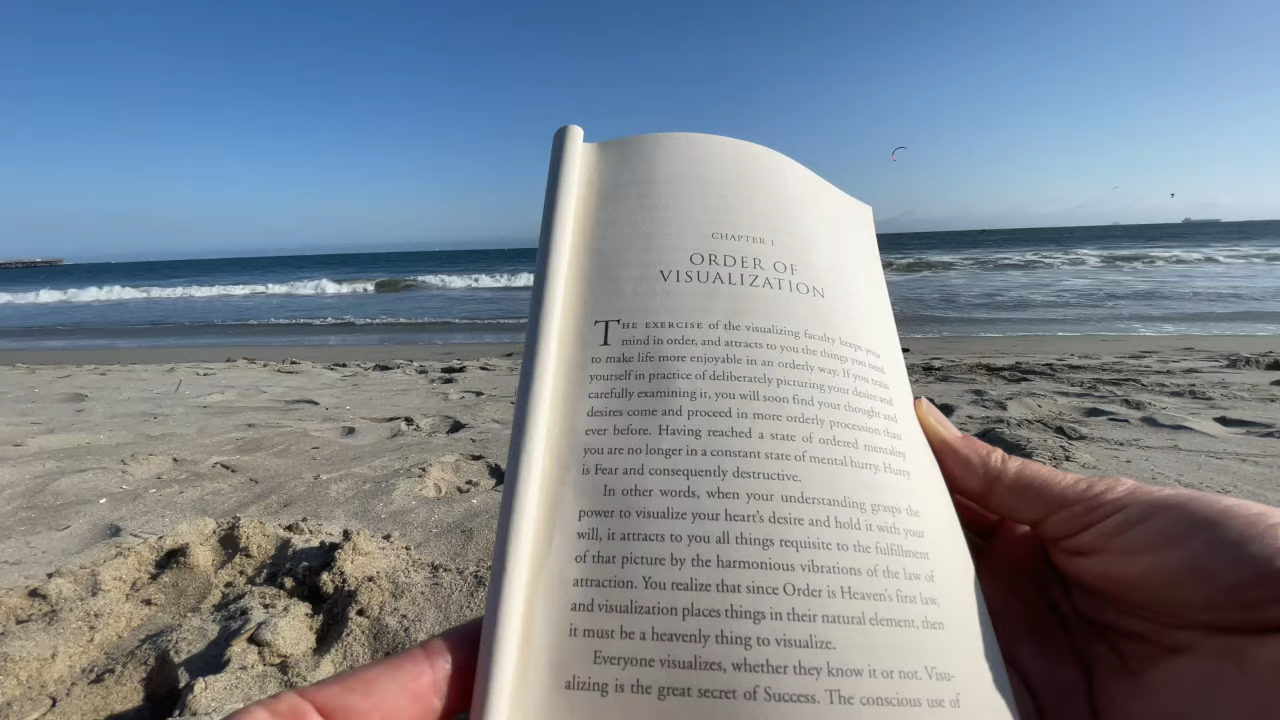 CHAPTER 1
ORDER OF
VISUALIZATION
THE EXERCISE of the visualizing faculty keeps your
mind in order, and attracts to you the things you need
to make life more enjoyable in an orderly way. If you train
yourself in practice of deliberately picturing your desire and
carefully examining it, you will soon find your thought and
desires come and proceed in more orderly procession than
ever before. Having reached a state of ordered mentality
you are no longer in a constant state of mental hurry. Hurry
is Fear and consequently destructive.
In other words, when your understanding grasps the
power to visualize your heart's desire and hold it with your
will, it attracts to you all things requisite to the fulfillment
of that picture by the harmonious vibrations of the law of
attraction. You realize that since Order is Heaven's first law,
and visualization places things in their natural element, then
it must be a heavenly thing to visualize.
Everyone visualizes, whether they know it or not. Visu-
alizing is the great secret of Success. The conscious use of